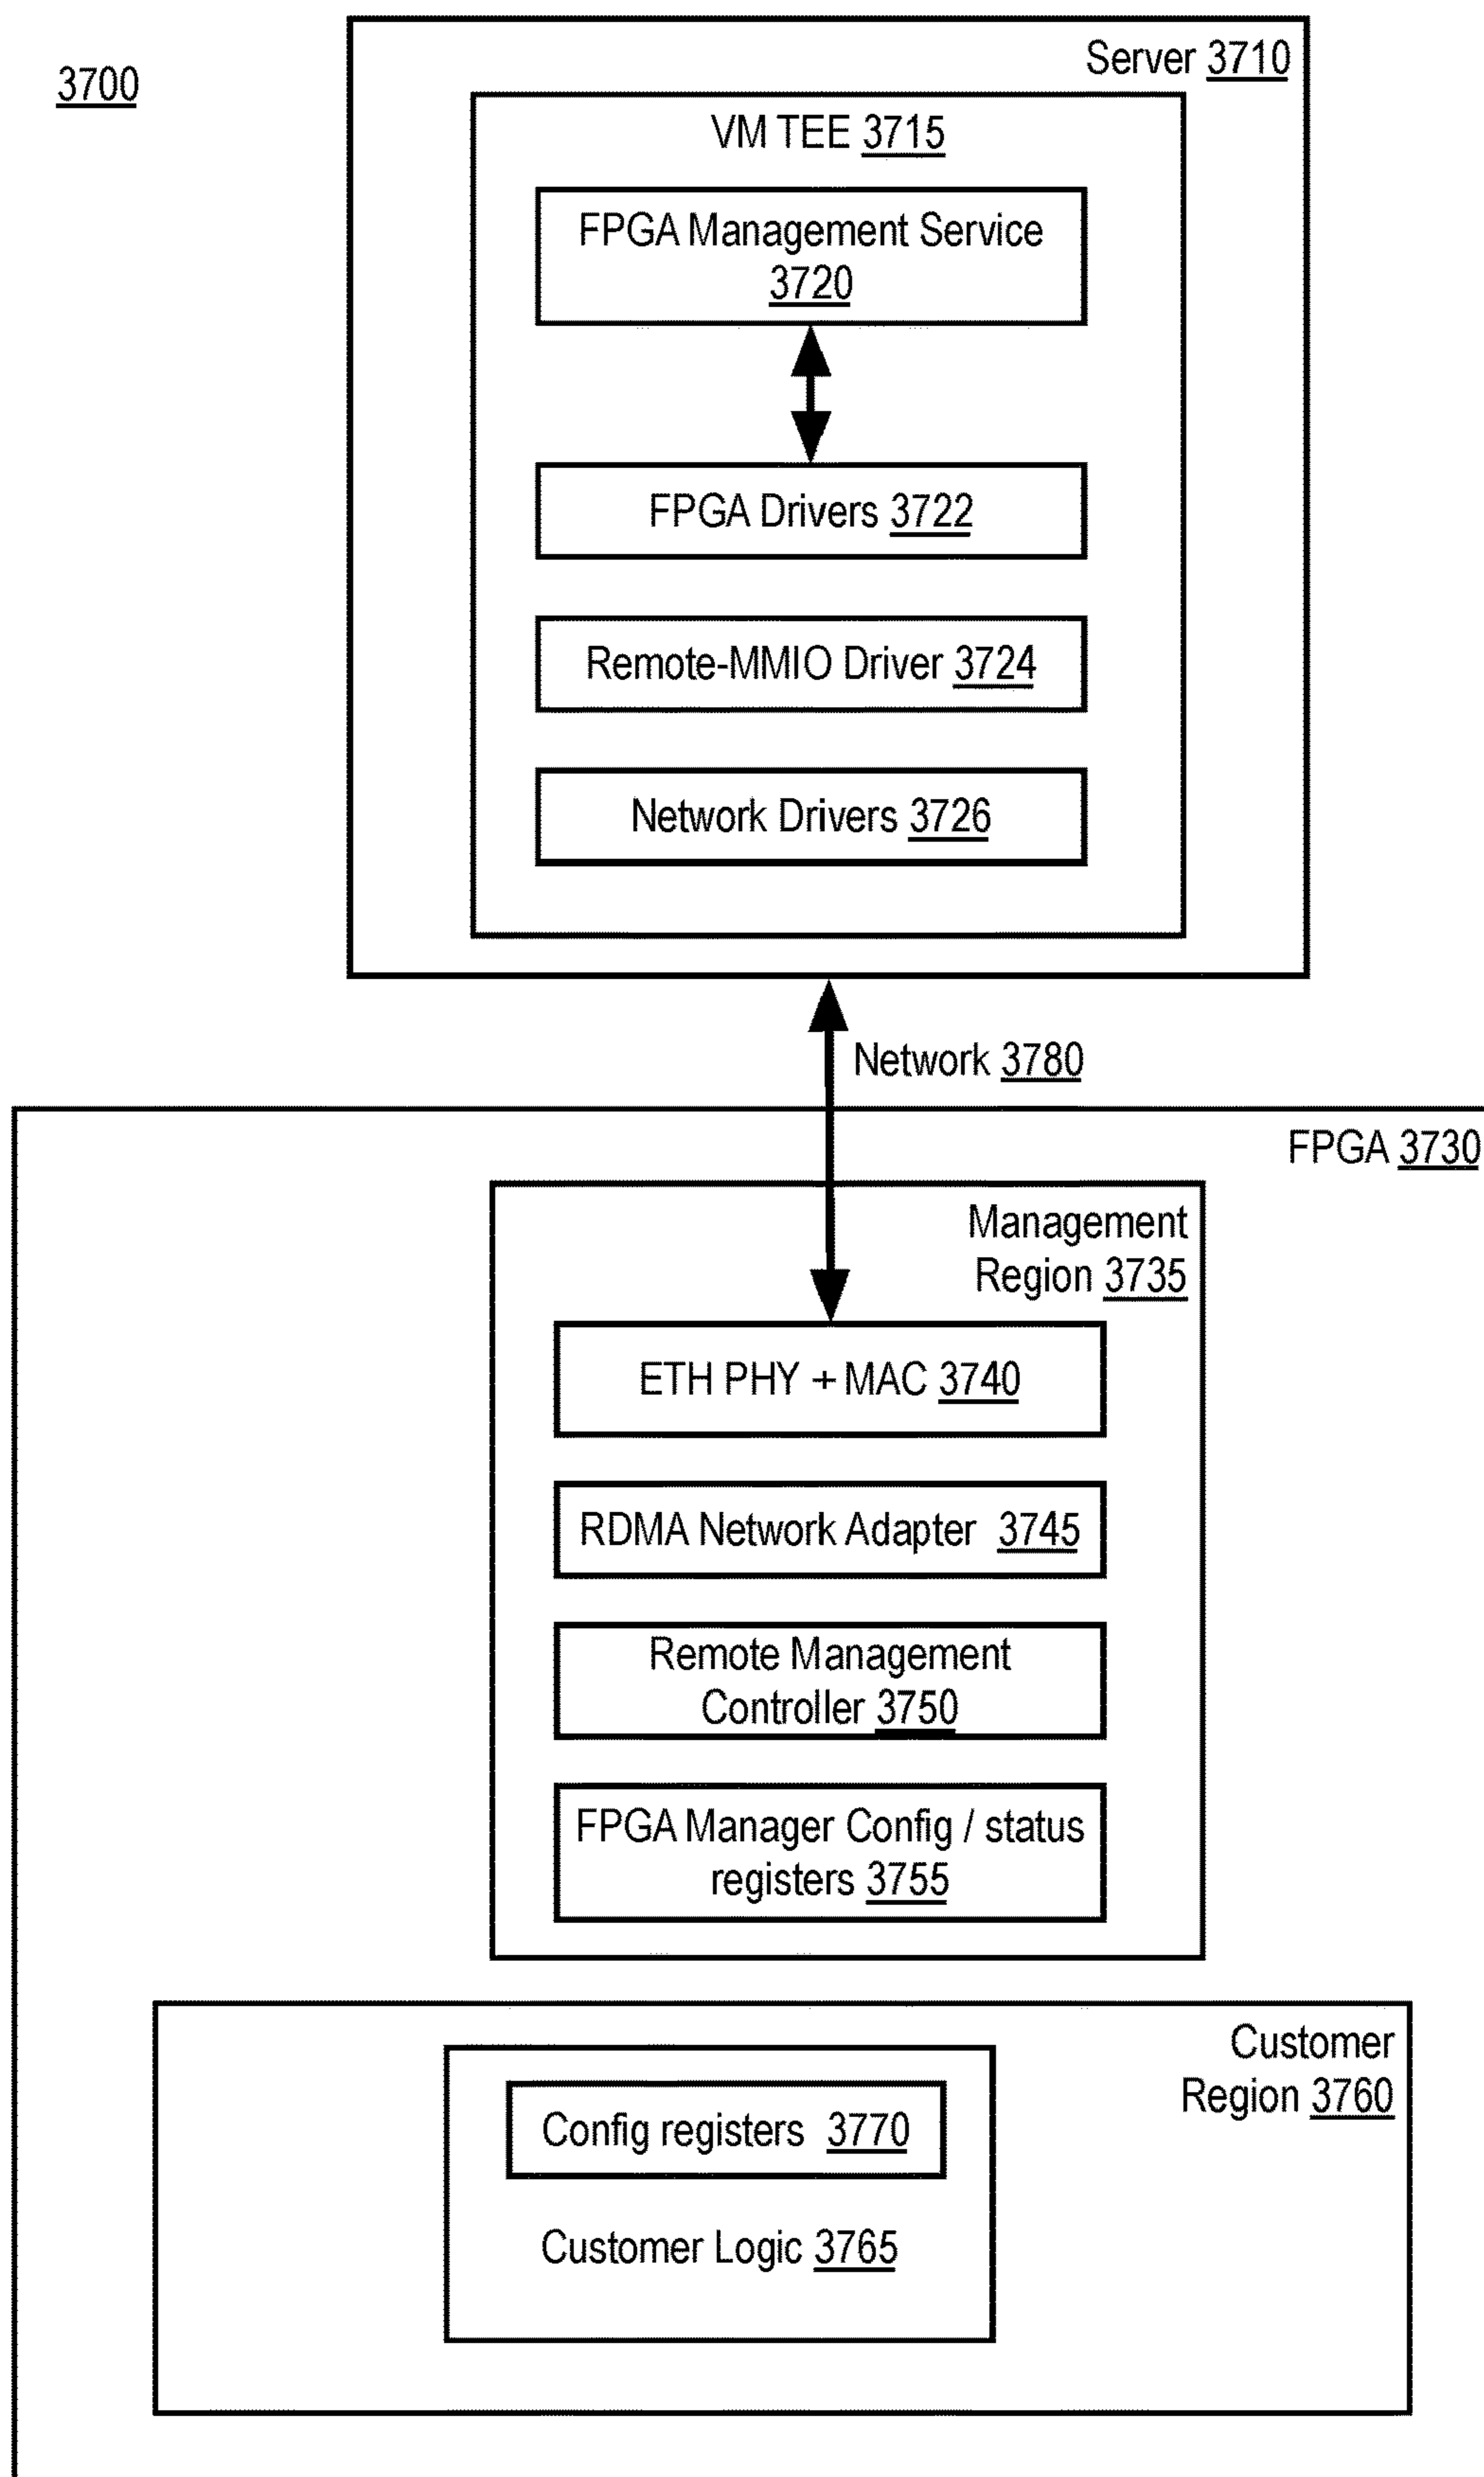 3700
Server 3710
VM TEE 3715
FPGA Management Service
3720
FPGA Drivers 3722
Remote-MMIO Driver 3724
Network Drivers 3726
Network 3780
FPGA 3730
Management
Region 3735
ETH PHY + MAC 3740
RDMA Network Adapter 3745
Remote Management
Controller 3750
FPGA Manager Config / status
registers 3755
Customer
Region 3760
Config registers 3770
Customer Logic 3765